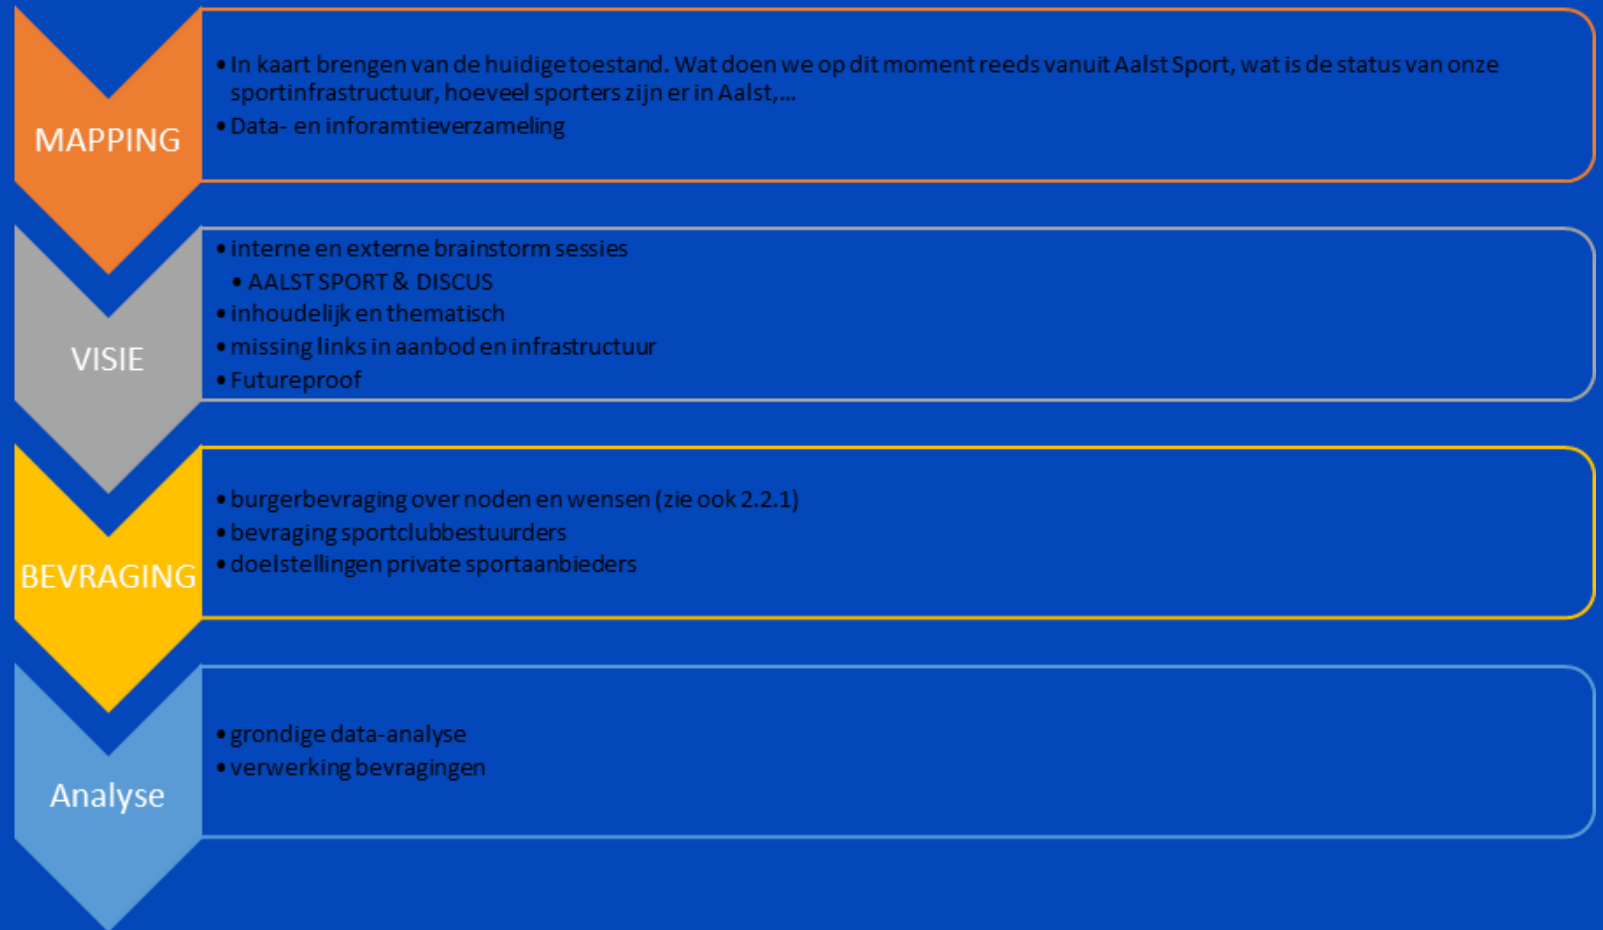 MAPPING
• In kaart brengen van de huidige toestand. Wat doen we op dit moment reeds vanuit Aalst Sport, wat is de status van onze
sportinfrastructuur, hoeveel sporters zijn er in Aalst,...
• Data- en inforamtieverzameling
VISIE
• interne en externe brainstorm sessies
• AALST SPORT & DISCUS
• inhoudelijk en thematisch
• missing links in aanbod en infrastructuur
• Futureproof
BEVRAGING
• burgerbevraging over noden en wensen (zie ook 2.2.1)
• bevraging sportclubbestuurders
• doelstellingen private sportaanbieders
Analyse
• grondige data-analyse
• verwerking bevragingen